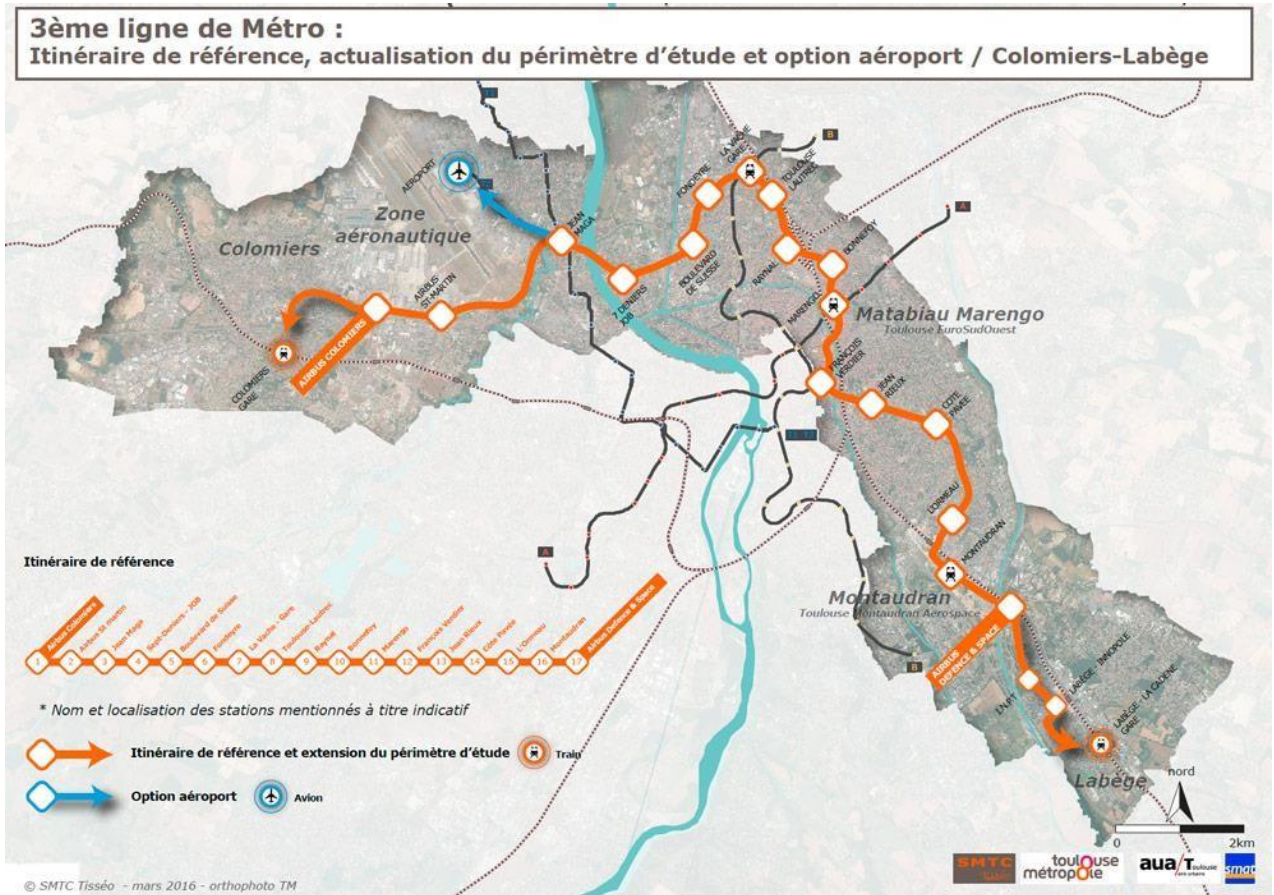 3ème ligne de Métro :
Itinéraire de référence, actualisation du périmètre d'étude et option aéroport / Colomiers-Labège
B
A
AÉROPORT
Zone
aéronautique
Colomiers
JEAN
MAGA
AIRBUS
ST-MARTIN
AIRBUS COLOMIERS
COLOMIERS
GARE
7 DENIERS
JOB
BOULEVARD
DE SUISSE
FONDEYRE
LA VACHE
GARE
TOULOUSE
LAUTREC
RAYNAL
BONNEFOY
MARENGO
Matabiau Marengo
Toulouse EuroSudOuest
FRANÇOIS
VERDIER
JEAN
RIEUX
COTE
PAVEE
L'ORMEAU
MONTAUDRAN
Montaudran
Toulouse Montaudran Aerospace
AIRBUS
DEFENCE & SPACE
I.N.P.T
LABÈGE - INNOPOLE
LABÈGE - LA CADENE
GARE
Labège
A
B
Itinéraire de référence
Airbus Colomiers
Airbus St martin
Jean Maga
Sept-Deniers - JOB
Boulevard de Suisse
Fondeyre
La Vache - Gare
Toulouse-Lautrec
Raynal
Bonnefoy
Marengo
François Verdier
Jean Rieux
Côte Pavée
L'Ormeau
Montaudran
Airbus Defence & Space
1 2 3 4 5 6 7 8 9 10 11 12 13 14 15 16 17
* Nom et localisation des stations mentionnés à titre indicatif
Itinéraire de référence et extension du périmètre d'étude
Train
Option aéroport
Avion
nord
0 2km
SMTC
Tisséo
toulouse
métropole
aua/Toulouse
smat
© SMTC Tisséo - mars 2016 - orthophoto TM